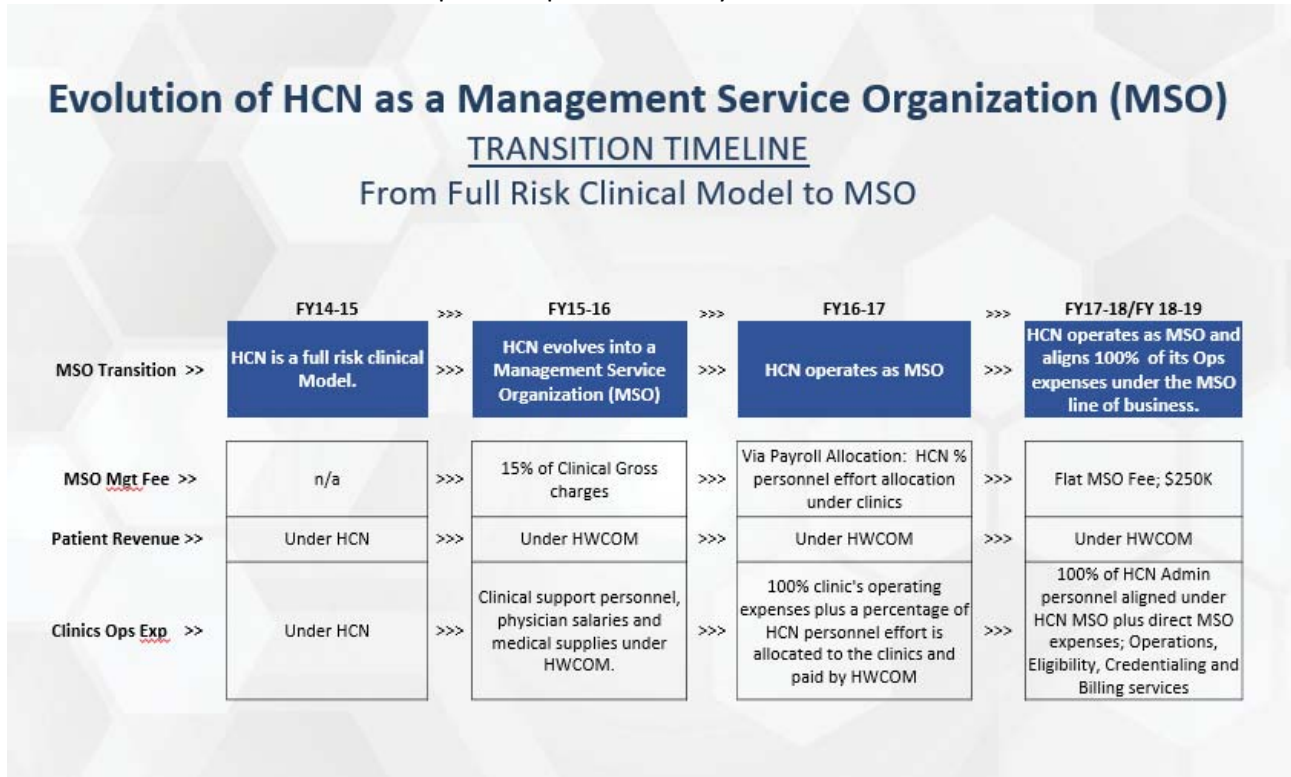 Evolution of HCN as a Management Service Organization (MSO)
TRANSITION TIMELINE
From Full Risk Clinical Model to MSO
FY14-15 >>> FY15-16 >>> FY16-17 >>> FY17-18/FY 18-19
MSO Transition >>
HCN is a full risk clinical
Model.
>>>
HCN evolves into a
Management Service
Organization (MSO)
>>>
HCN operates as MSO
>>>
HCN operates as MSO and
aligns 100% of its Ops
expenses under the MSO
line of business.
MSO Mgt Fee >>
n/a
>>>
15% of Clinical Gross
charges
>>>
Via Payroll Allocation: HCN %
personnel effort allocation
under clinics
>>>
Flat MSO Fee; $250K
Patient Revenue >>
Under HCN
>>>
Under HWCOM
>>>
Under HWCOM
>>>
Under HWCOM
Clinics Ops Exp >>
Under HCN
>>>
Clinical support personnel,
physician salaries and
medical supplies under
HWCOM.
>>>
100% clinic's operating
expenses plus a percentage of
HCN personnel effort is
allocated to the clinics and
paid by HWCOM
>>>
100% of HCN Admin
personnel aligned under
HCN MSO plus direct MSO
expenses; Operations,
Eligibility, Credentialing and
Billing services